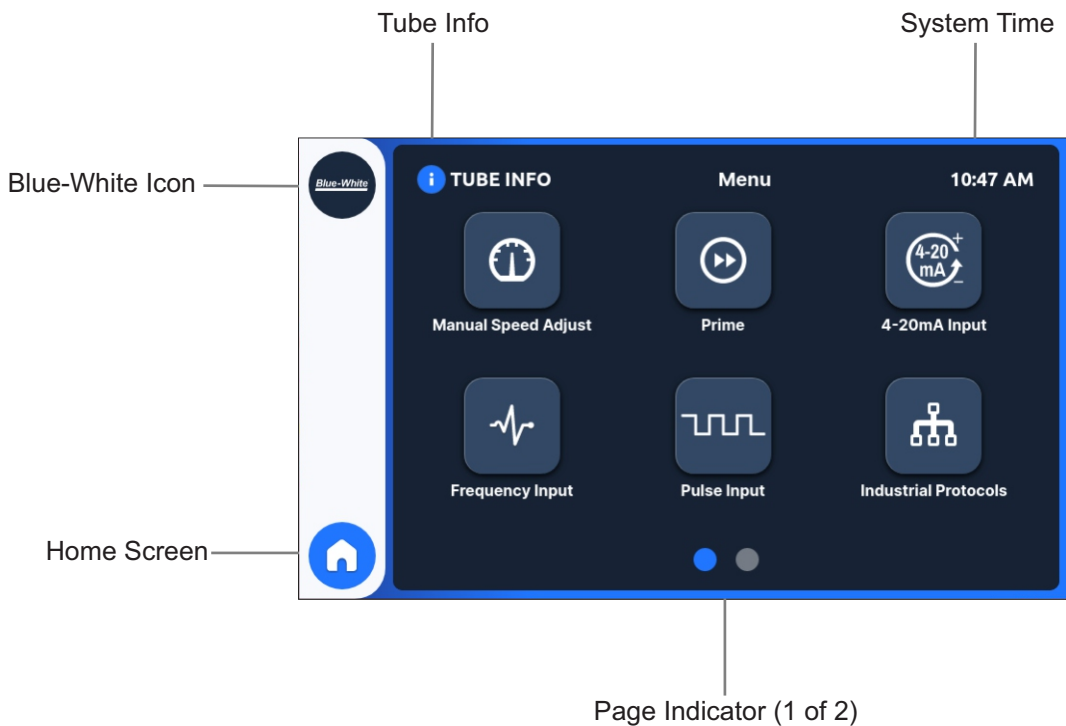 Tube Info
System Time
Blue-White Icon
Blue-White
TUBE INFO
Menu
10:47 AM
4-20
mA
+
−
Manual Speed Adjust
Prime
4-20mA Input
Frequency Input
Pulse Input
Industrial Protocols
Home Screen
Page Indicator (1 of 2)